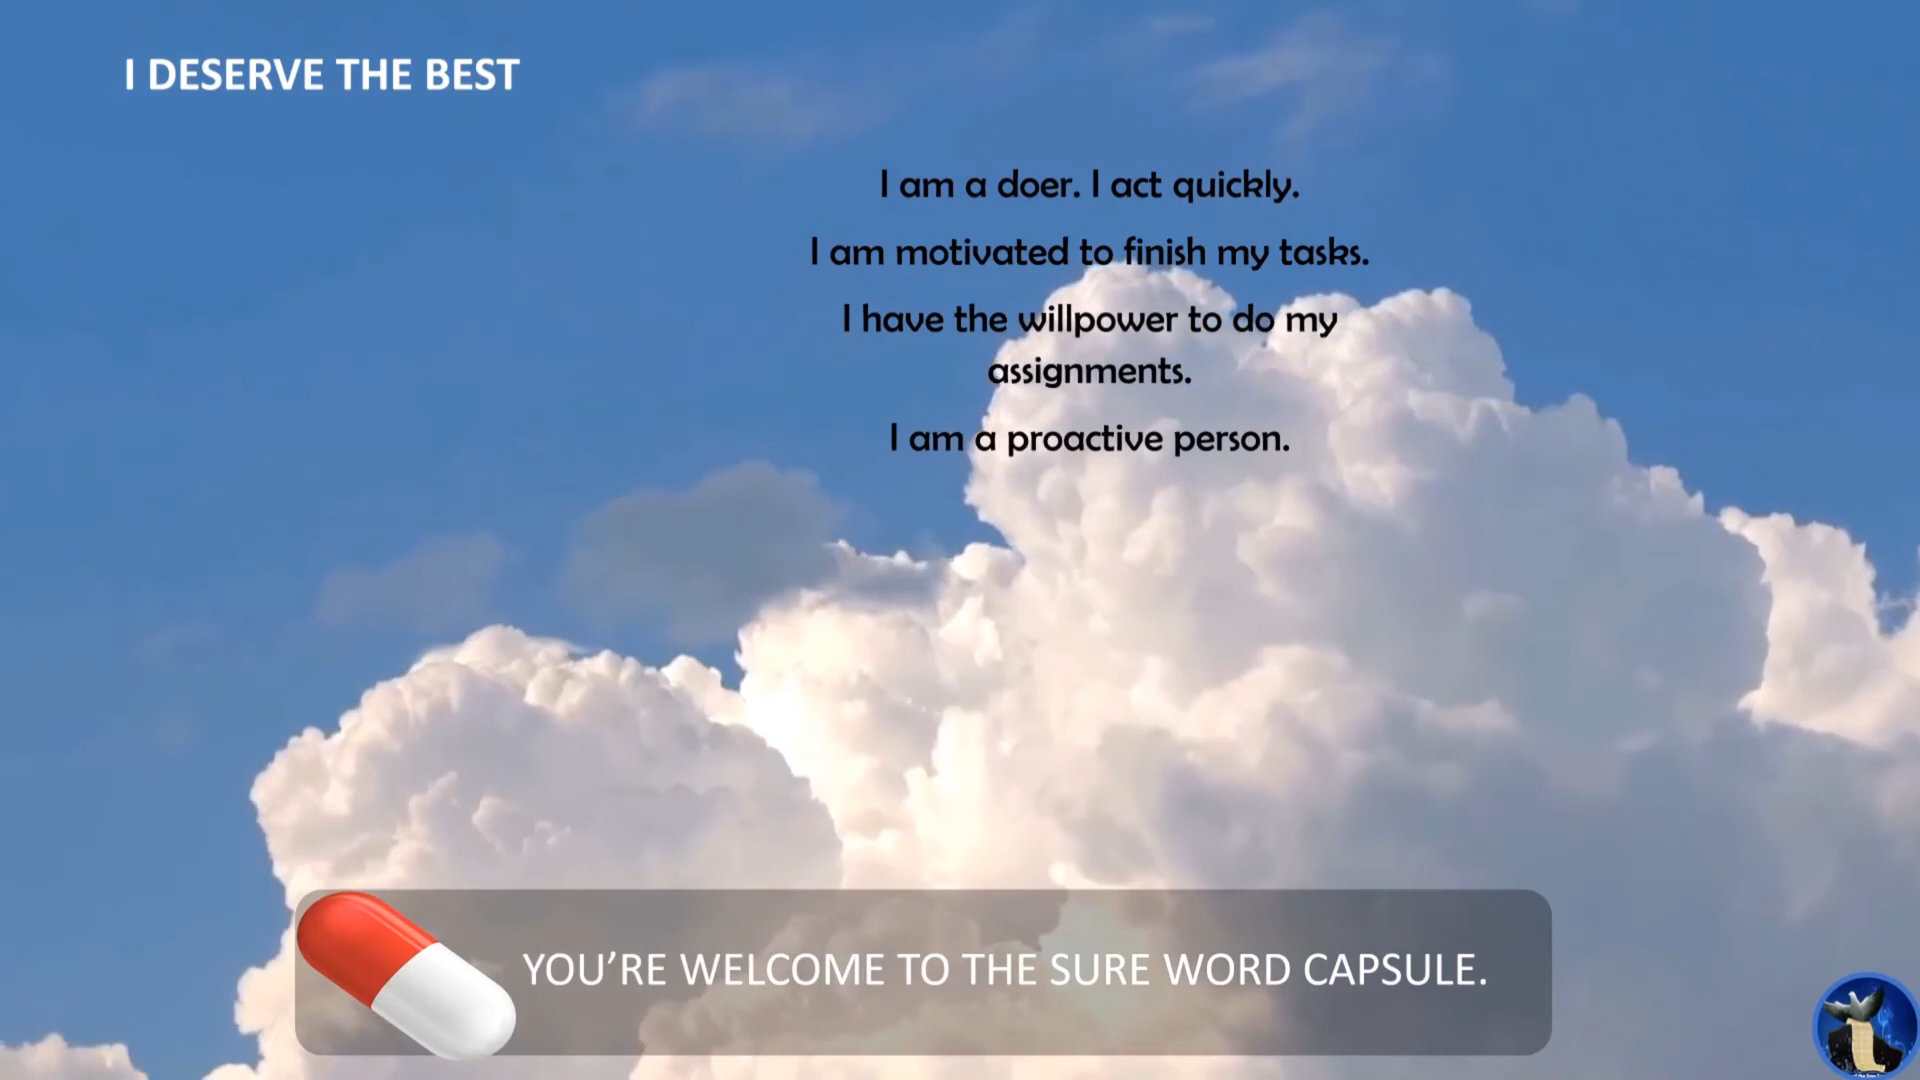 I DESERVE THE BEST
I am a doer. I act quickly.
I am motivated to finish my tasks.
I have the willpower to do my
assignments.
I am a proactive person.
YOU’RE WELCOME TO THE SURE WORD CAPSULE.